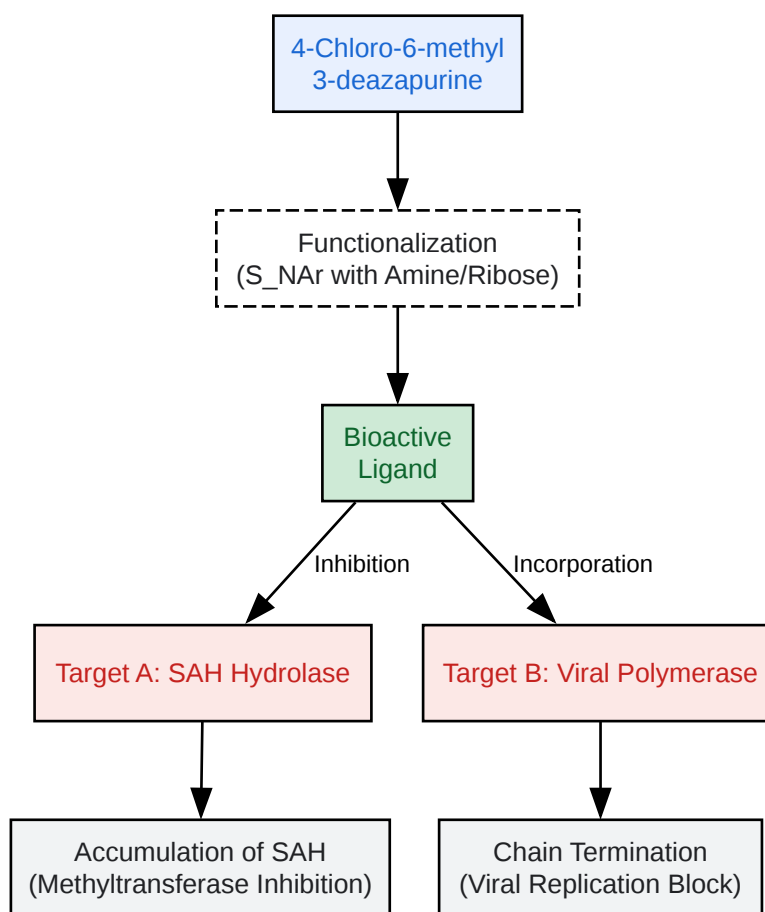 4-Chloro-6-methyl
3-deazapurine
Functionalization
(S_NAr with Amine/Ribose)
Bioactive
Ligand
Inhibition
Incorporation
Target A: SAH Hydrolase
Target B: Viral Polymerase
Accumulation of SAH
(Methyltransferase Inhibition)
Chain Termination
(Viral Replication Block)